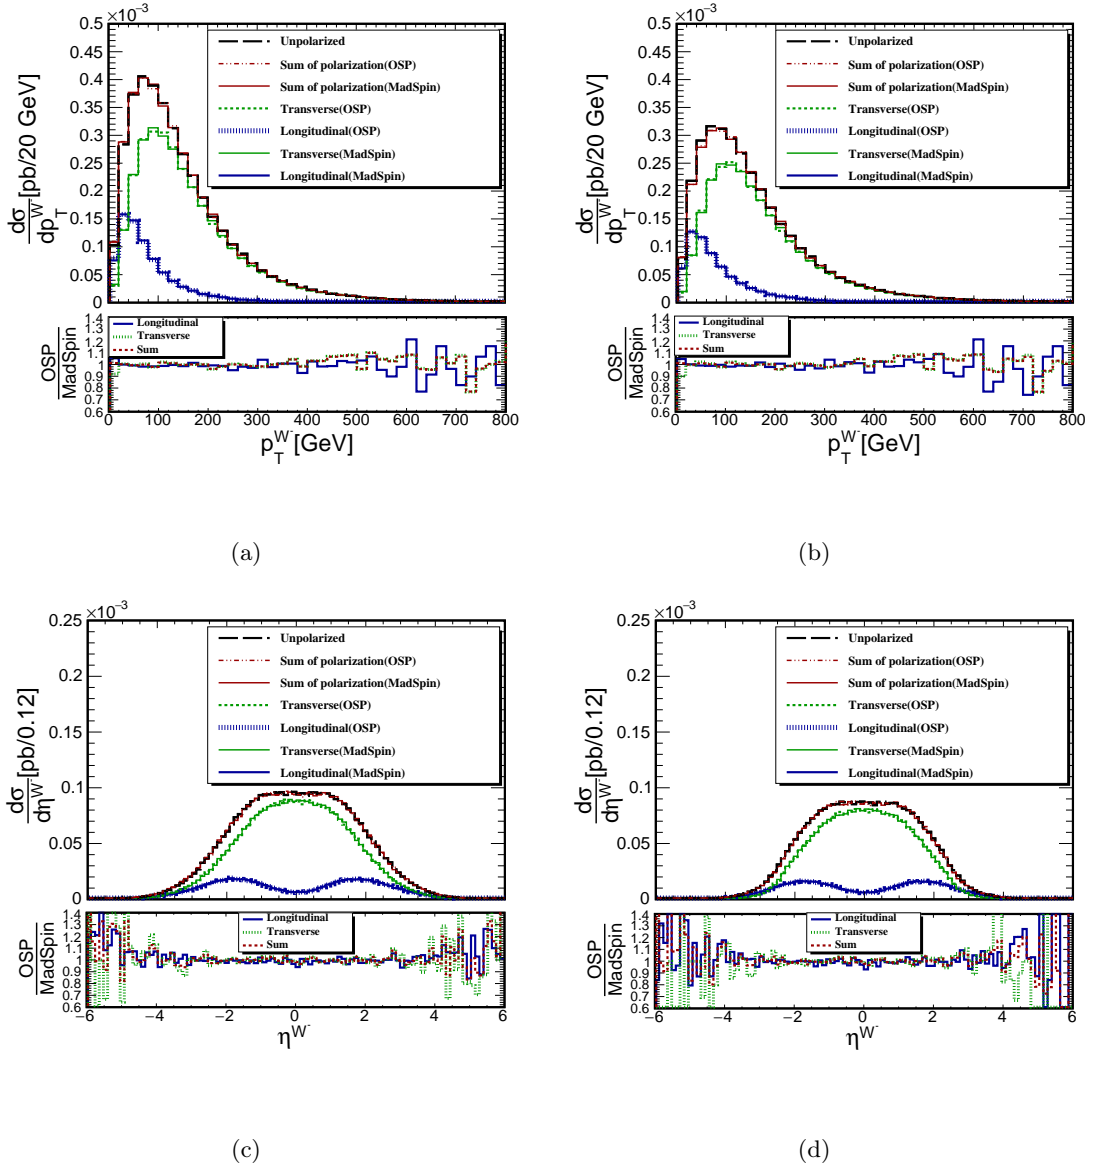 ×10⁻³
0.5
0.45
0.4
0.35
0.3
0.25
0.2
0.15
0.1
0.05
0
dσ/dp_T^W⁻ [pb/20 GeV]
Unpolarized
Sum of polarization(OSP)
Sum of polarization(MadSpin)
Transverse(OSP)
Longitudinal(OSP)
Transverse(MadSpin)
Longitudinal(MadSpin)
OSP/MadSpin
1.4
1.3
1.2
1.1
1
0.9
0.8
0.7
0.6
Longitudinal
Transverse
Sum
0 100 200 300 400 500 600 700 800
p_T^W⁻ [GeV]
(a)
×10⁻³
0.5
0.45
0.4
0.35
0.3
0.25
0.2
0.15
0.1
0.05
0
dσ/dp_T^W⁻ [pb/20 GeV]
Unpolarized
Sum of polarization(OSP)
Sum of polarization(MadSpin)
Transverse(OSP)
Longitudinal(OSP)
Transverse(MadSpin)
Longitudinal(MadSpin)
OSP/MadSpin
1.4
1.3
1.2
1.1
1
0.9
0.8
0.7
0.6
Longitudinal
Transverse
Sum
0 100 200 300 400 500 600 700 800
p_T^W⁻ [GeV]
(b)
×10⁻³
0.25
0.2
0.15
0.1
0.05
0
dσ/dη^W⁻ [pb/0.12]
Unpolarized
Sum of polarization(OSP)
Sum of polarization(MadSpin)
Transverse(OSP)
Longitudinal(OSP)
Transverse(MadSpin)
Longitudinal(MadSpin)
OSP/MadSpin
1.4
1.3
1.2
1.1
1
0.9
0.8
0.7
0.6
Longitudinal
Transverse
Sum
−6 −4 −2 0 2 4 6
η^W⁻
(c)
×10⁻³
0.25
0.2
0.15
0.1
0.05
0
dσ/dη^W⁻ [pb/0.12]
Unpolarized
Sum of polarization(OSP)
Sum of polarization(MadSpin)
Transverse(OSP)
Longitudinal(OSP)
Transverse(MadSpin)
Longitudinal(MadSpin)
OSP/MadSpin
1.4
1.3
1.2
1.1
1
0.9
0.8
0.7
0.6
Longitudinal
Transverse
Sum
−6 −4 −2 0 2 4 6
η^W⁻
(d)